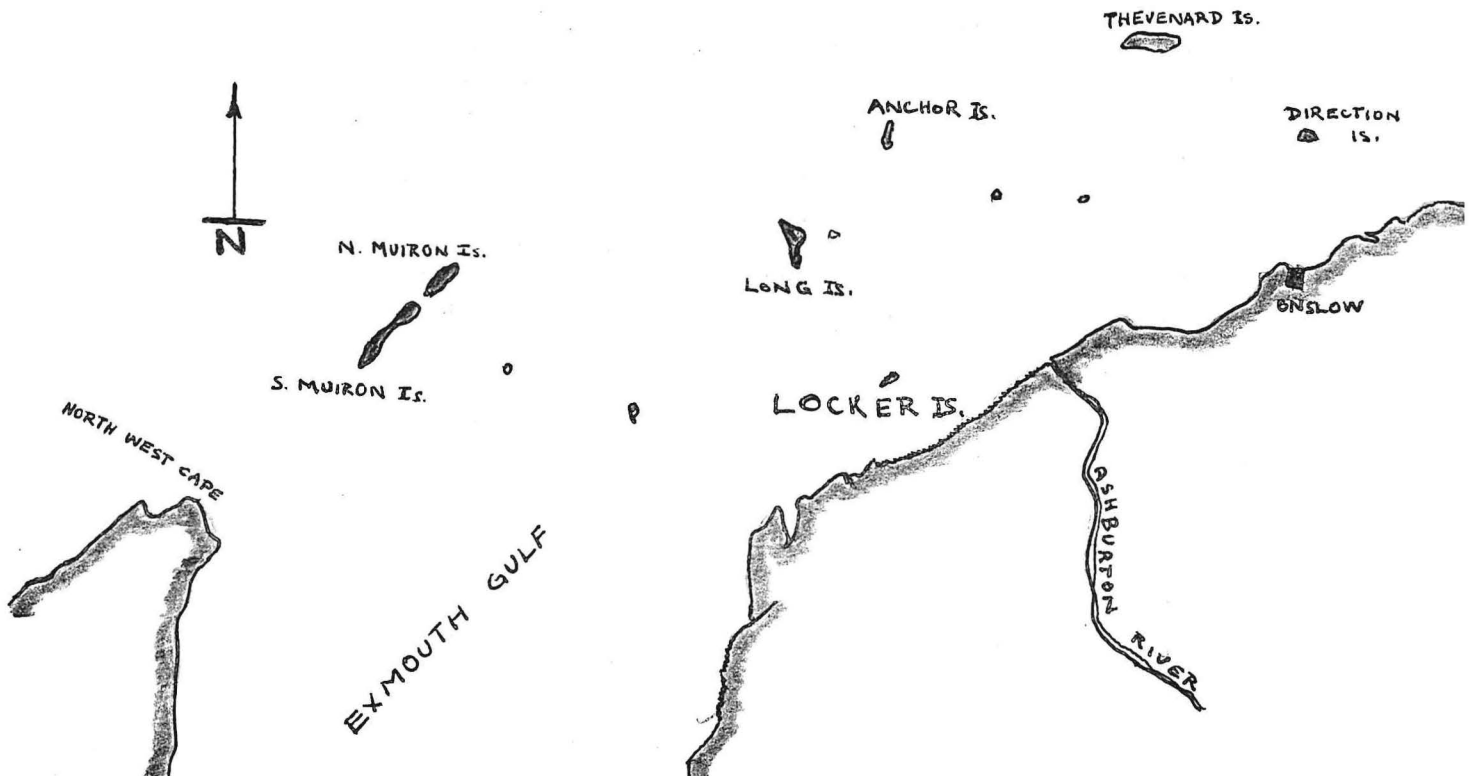 THEVENARD IS.
ANCHOR IS.
DIRECTION
IS.
N
N. MUIRON IS.
LONG IS.
ONSLOW
S. MUIRON IS.
LOCKER IS.
NORTH WEST CAPE
EXMOUTH GULF
ASHBURTON
RIVER